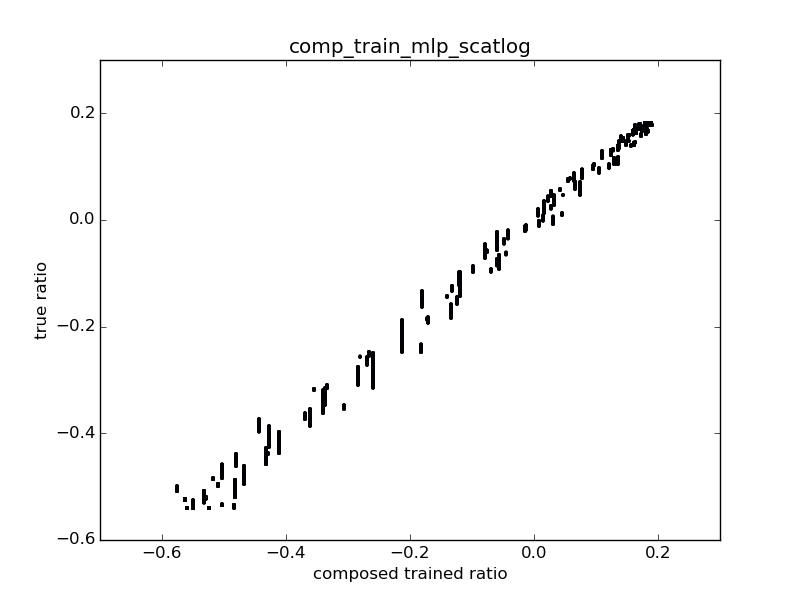 comp_train_mlp_scatlog
0.2
0.0
−0.2
−0.4
−0.6
true ratio
−0.6 −0.4 −0.2 0.0 0.2
composed trained ratio